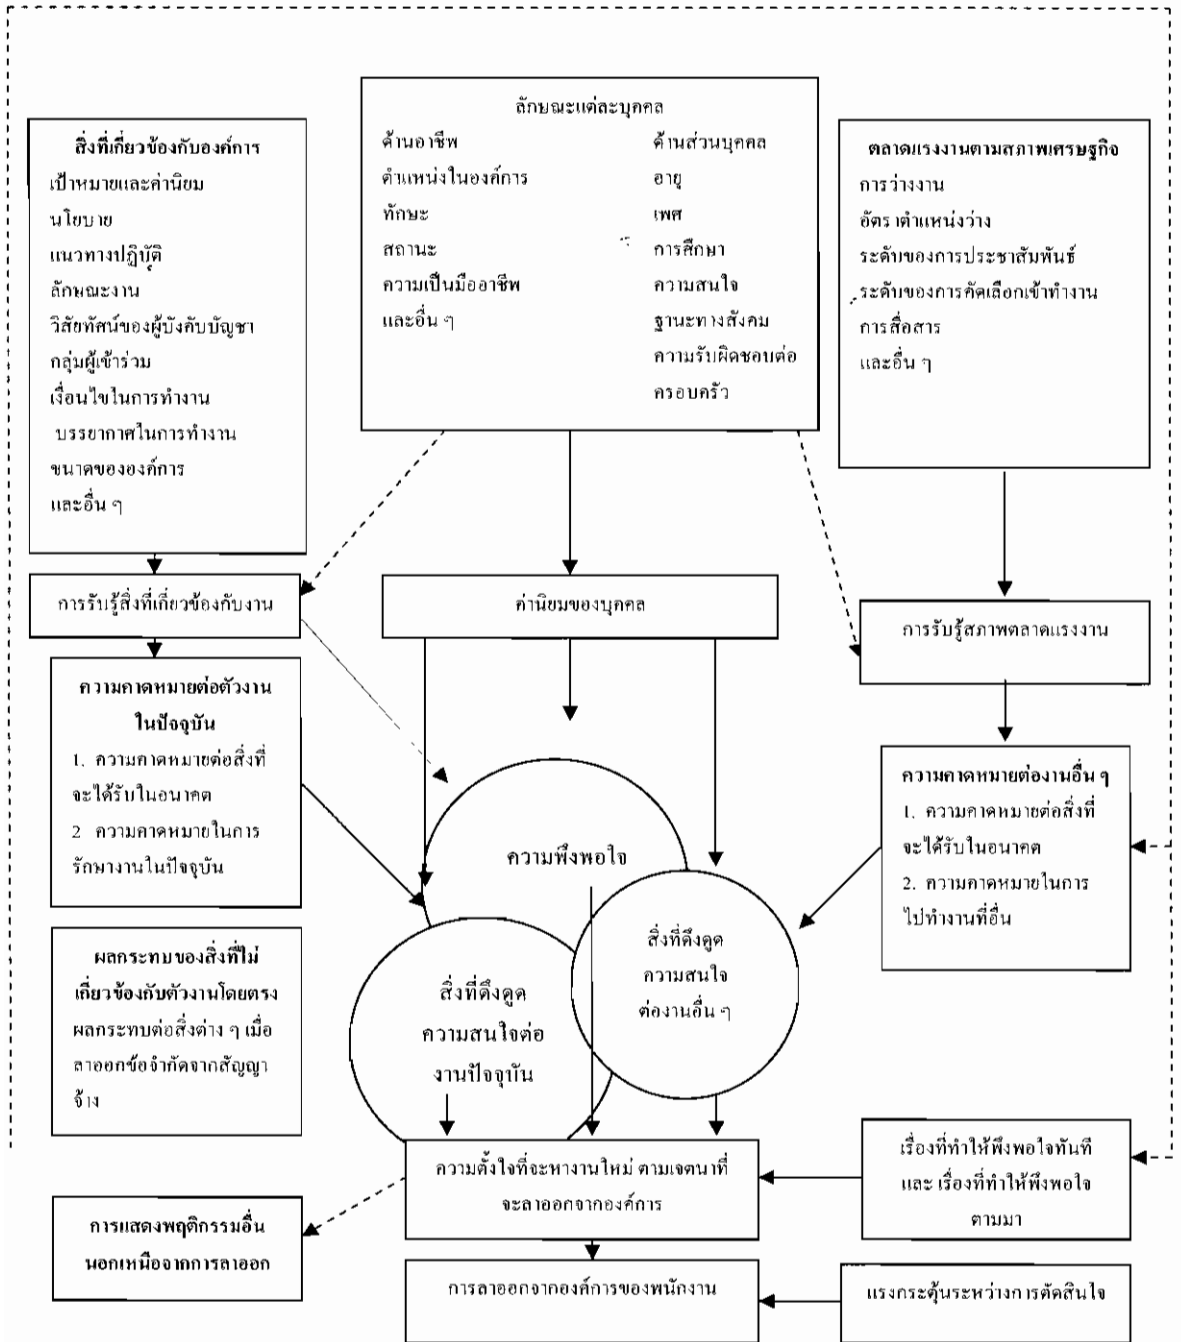 ลักษณะแต่ละบุคคล
ด้านอาชีพ
ตำแหน่งในองค์การ
ทักษะ
สถานะ
ความเป็นมืออาชีพ
และอื่น ๆ
ด้านส่วนบุคคล
อายุ
เพศ
การศึกษา
ความสนใจ
ฐานะทางสังคม
ความรับผิดชอบต่อ
ครอบครัว
สิ่งที่เกี่ยวข้องกับองค์การ
เป้าหมายและค่านิยม
นโยบาย
แนวทางปฏิบัติ
ลักษณะงาน
วิสัยทัศน์ของผู้บังคับบัญชา
กลุ่มผู้เข้าร่วม
เงื่อนไขในการทำงาน
บรรยากาศในการทำงาน
ขนาดขององค์การ
และอื่น ๆ
ตลาดแรงงานตามสภาพเศรษฐกิจ
การว่างงาน
อัตราตำแหน่งว่าง
ระดับของการประชาสัมพันธ์
ระดับของการคัดเลือกเข้าทำงาน
การสื่อสาร
และอื่น ๆ
การรับรู้สิ่งที่เกี่ยวข้องกับงาน
ค่านิยมของบุคคล
การรับรู้สภาพตลาดแรงงาน
ความคาดหมายต่อตัวงาน
ในปัจจุบัน
1. ความคาดหมายต่อสิ่งที่
จะได้รับในอนาคต
2 ความคาดหมายในการ
รักษางานในปัจจุบัน
ความคาดหมายต่องานอื่น ๆ
1. ความคาดหมายต่อสิ่งที่
จะได้รับในอนาคต
2. ความคาดหมายในการ
ไปทำงานที่อื่น
ความพึงพอใจ
สิ่งที่ดึงดูด
ความสนใจ
ต่องานอื่น ๆ
สิ่งที่ดึงดูด
ความสนใจต่อ
งานปัจจุบัน
ผลกระทบของสิ่งที่ไม่
เกี่ยวข้องกับตัวงานโดยตรง
ผลกระทบต่อสิ่งต่าง ๆ เมื่อ
ลาออกข้อจำกัดจากสัญญา
จ้าง
ความตั้งใจที่จะหางานใหม่ ตามเจตนาที่
จะลาออกจากองค์การ
เรื่องที่ทำให้พึงพอใจทันที
และ เรื่องที่ทำให้พึงพอใจ
ตามมา
การแสดงพฤติกรรมอื่น
นอกเหนือจากการลาออก
การลาออกจากองค์การของพนักงาน
แรงกระตุ้นระหว่างการตัดสินใจ